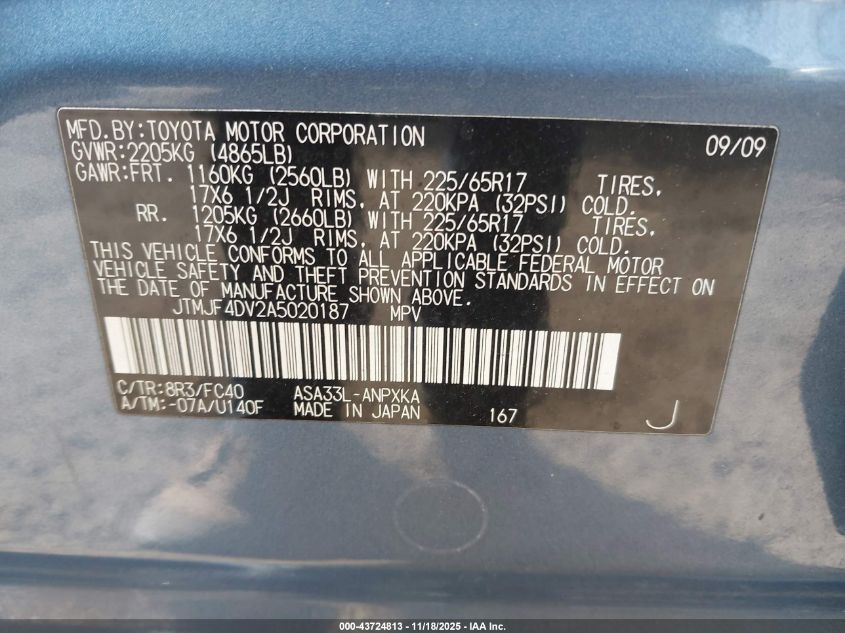 MFD.BY:TOYOTA MOTOR CORPORATION 09/09
GVWR:2205KG (4865LB)
GAWR:FRT. 1160KG (2560LB) WITH 225/65R17 TIRES,
17X6 1/2J RIMS, AT 220KPA (32PSI) COLD.
RR. 1205KG (2660LB) WITH 225/65R17 TIRES,
17X6 1/2J RIMS, AT 220KPA (32PSI) COLD.
THIS VEHICLE CONFORMS TO ALL APPLICABLE FEDERAL MOTOR
VEHICLE SAFETY AND THEFT PREVENTION STANDARDS IN EFFECT ON
THE DATE OF MANUFACTURE SHOWN ABOVE.
JTMJF4DV2A5020187 MPV
C/TR:8R3/FC40 ASA33L-ANPXKA
A/TM:-07A/U140F MADE IN JAPAN 167 J
000-43724813 - 11/18/2025 - IAA Inc.